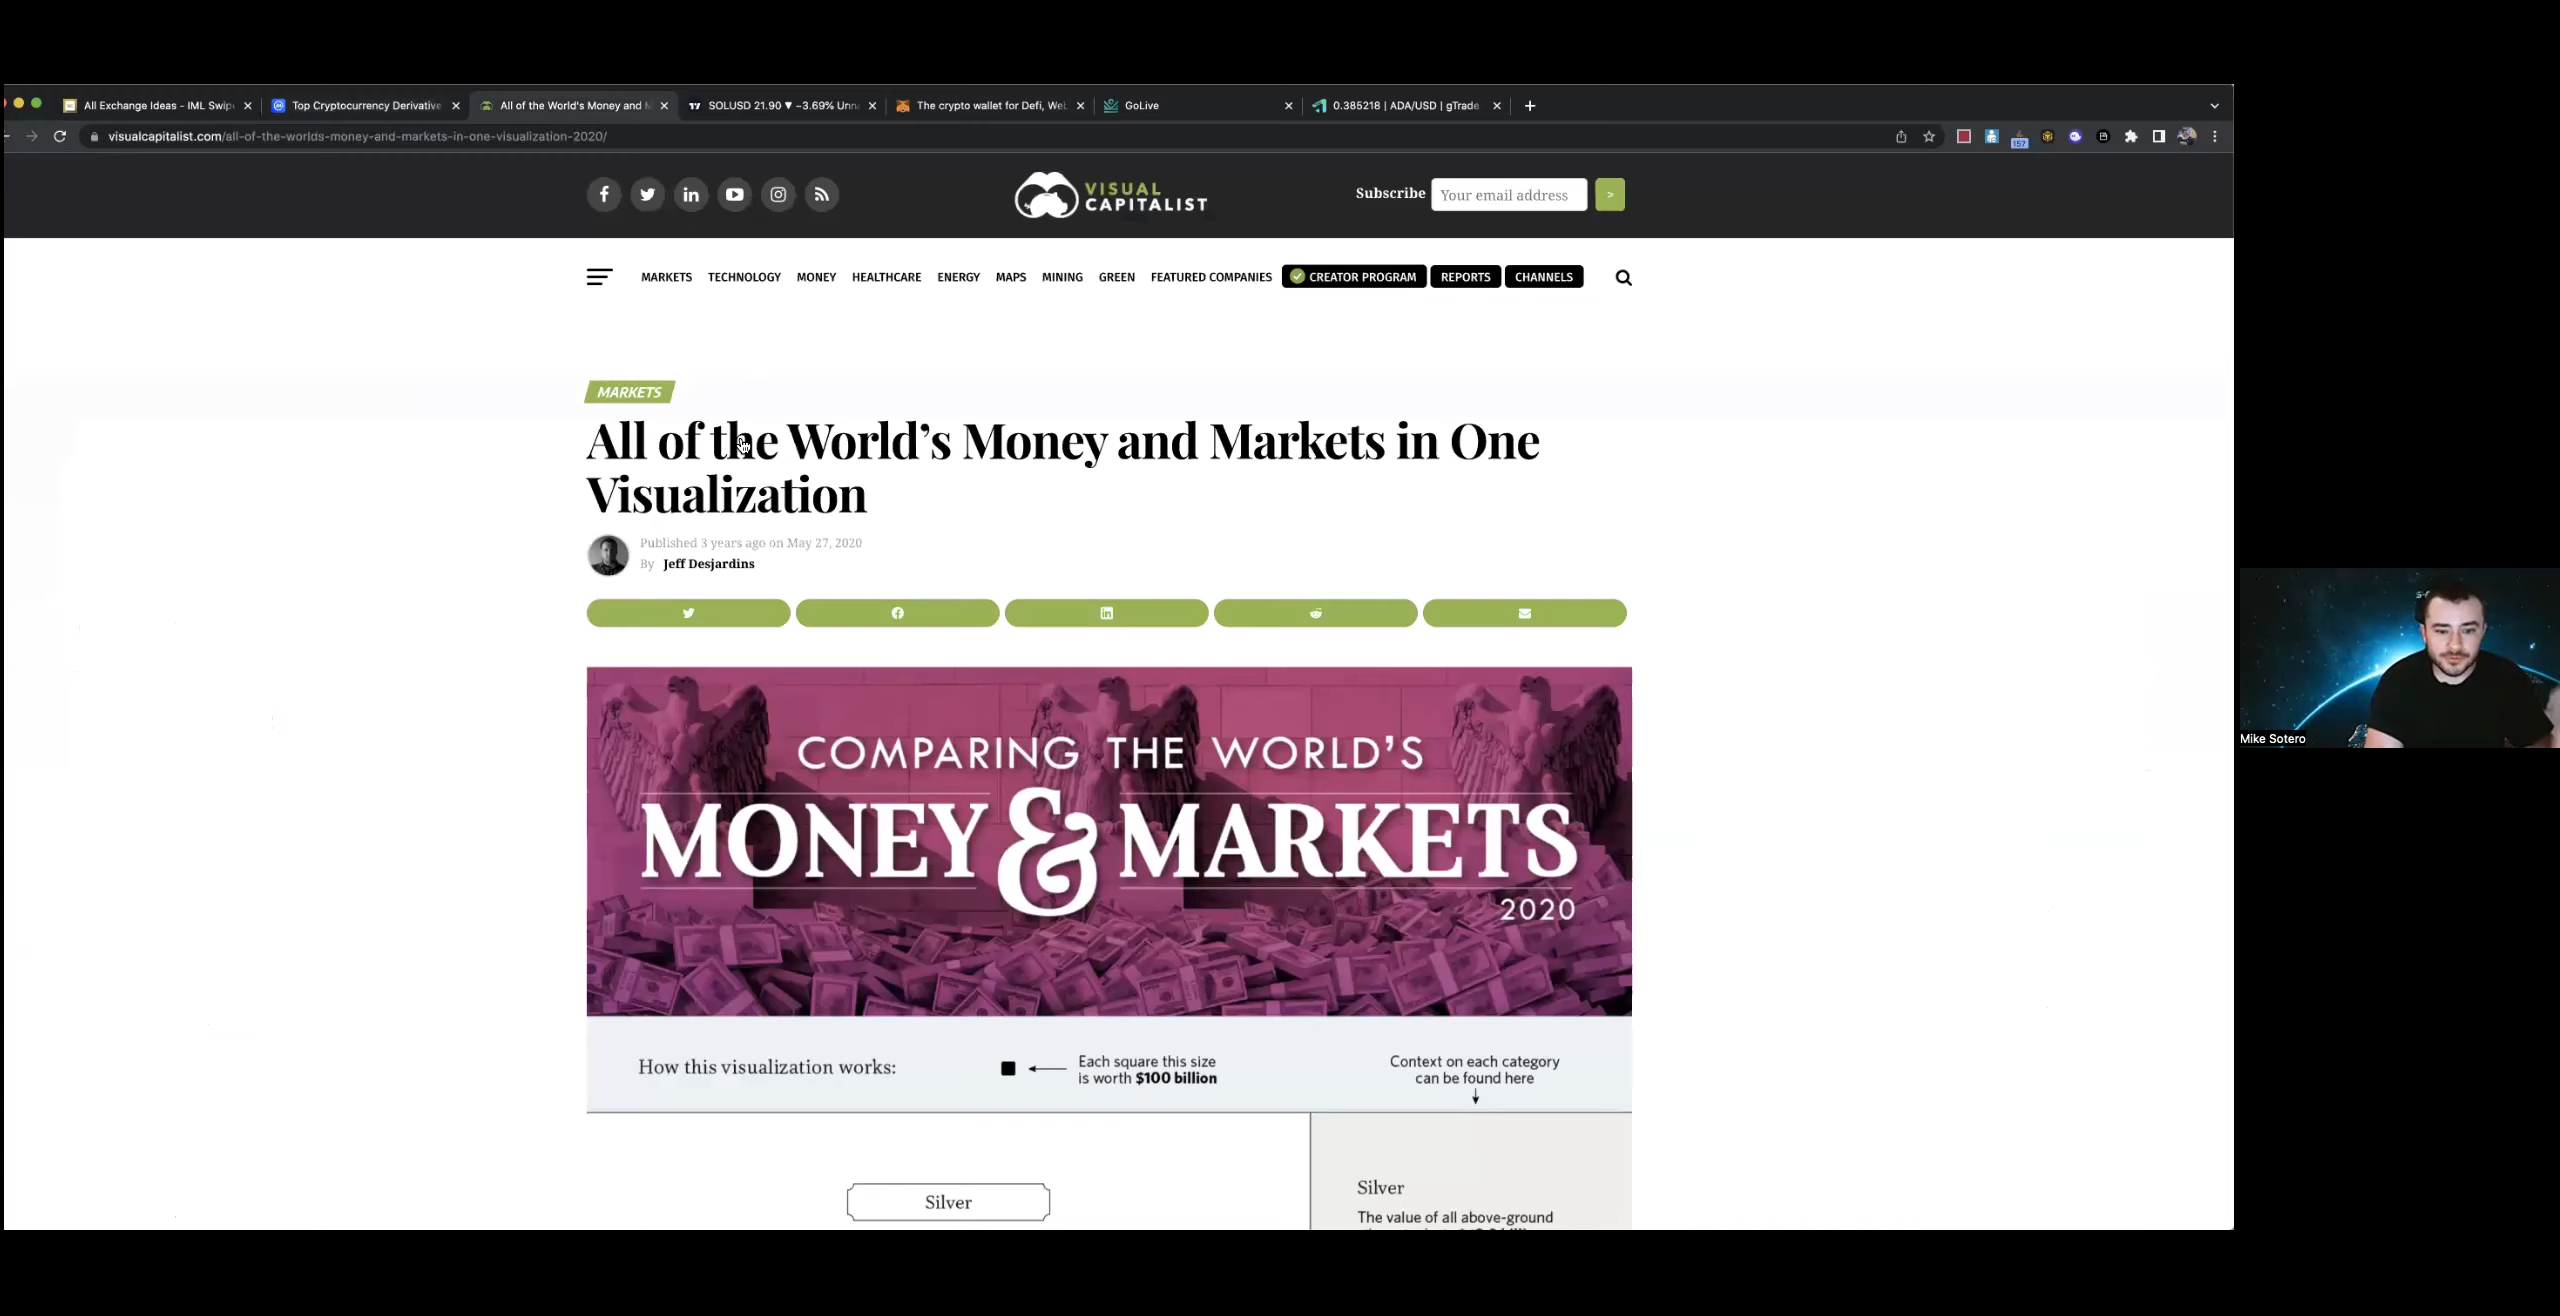 All Exchange Ideas - IML Swip
Top Cryptocurrency Derivative
All of the World's Money and M
SOLUSD 21.90 ▼ −3.69% Unna
The crypto wallet for Defi, Wel
GoLive
0.385218 | ADA/USD | gTrade
visualcapitalist.com/all-of-the-worlds-money-and-markets-in-one-visualization-2020/
157
VISUAL
CAPITALIST
Subscribe
Your email address
>
MARKETS TECHNOLOGY MONEY HEALTHCARE ENERGY MAPS MINING GREEN FEATURED COMPANIES CREATOR PROGRAM REPORTS CHANNELS
MARKETS
All of the World’s Money and Markets in One
Visualization
Published 3 years ago on May 27, 2020
By Jeff Desjardins
COMPARING THE WORLD’S
MONEY & MARKETS
2020
How this visualization works:
Each square this size
is worth $100 billion
Context on each category
can be found here
Silver
Silver
The value of all above-ground
Mike Sotero